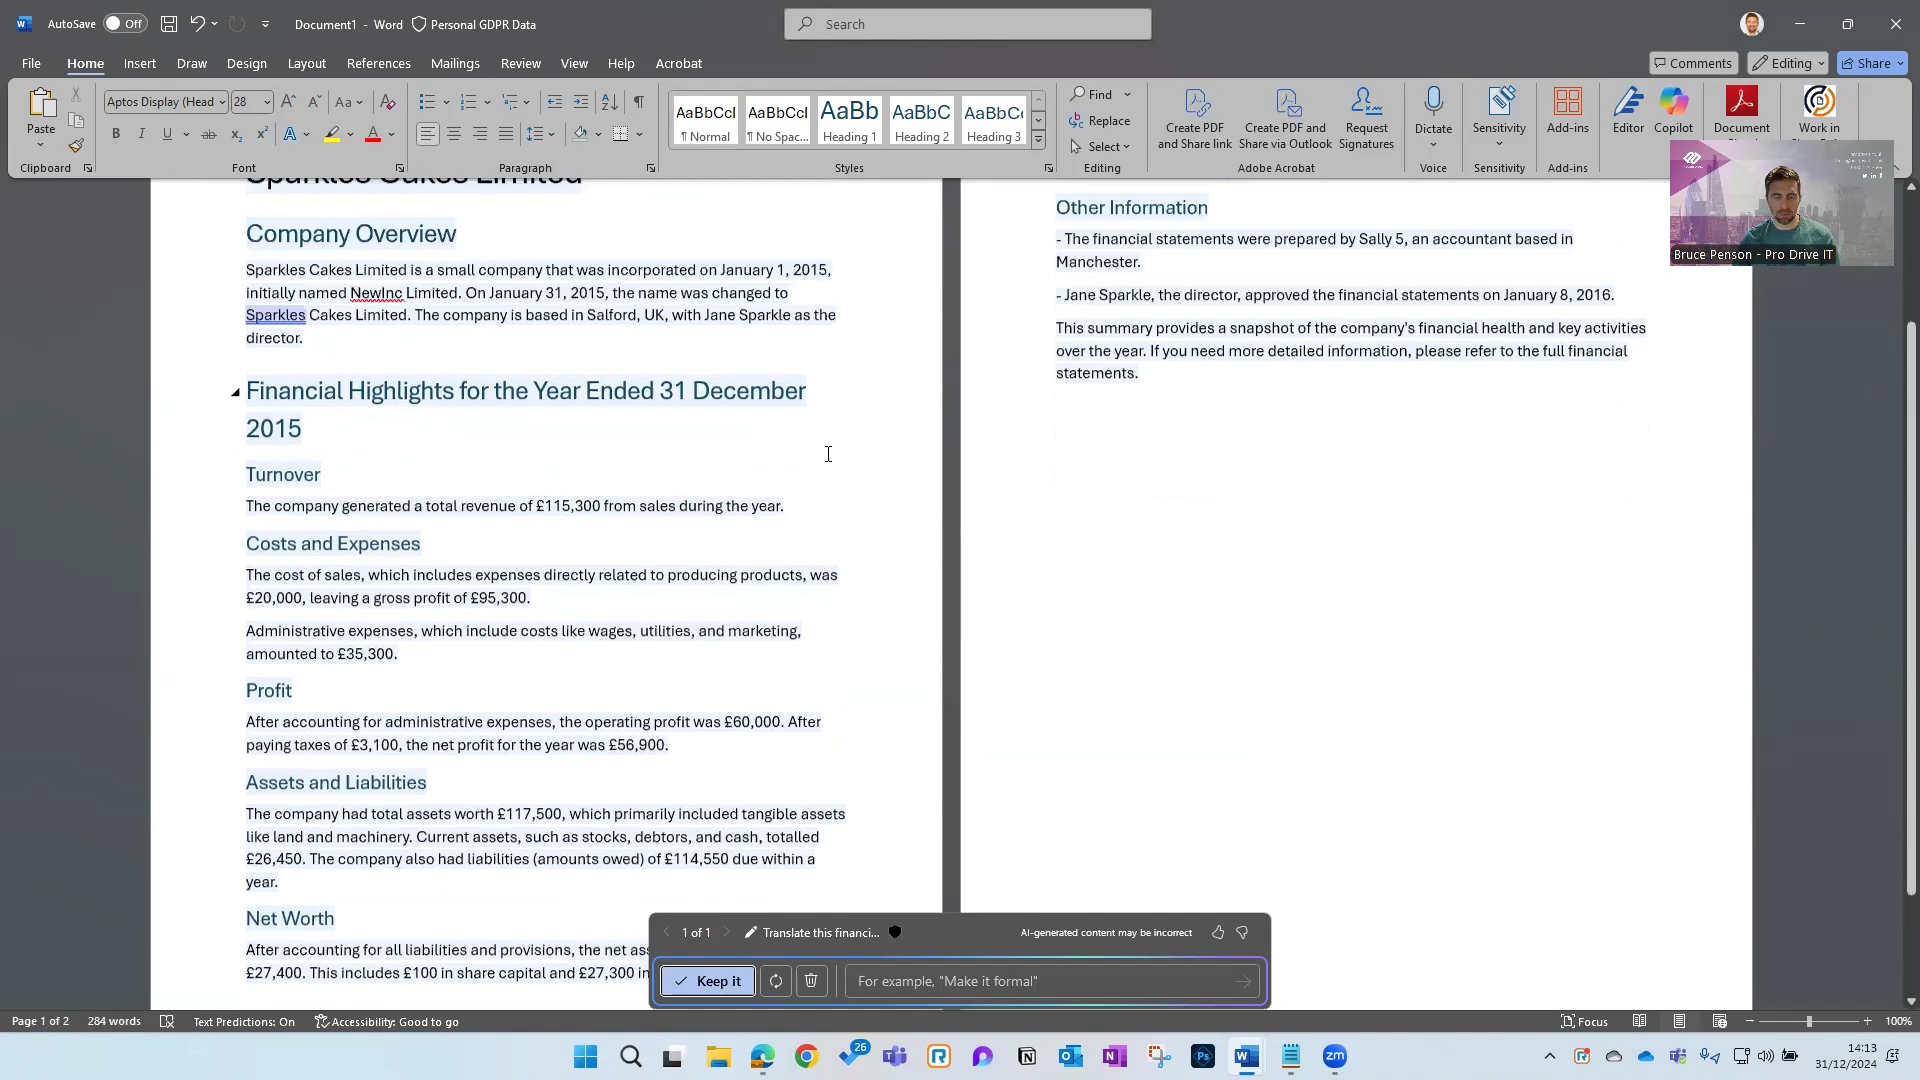 AutoSave Off
Document1 - Word Personal GDPR Data
Search
File Home Insert Draw Design Layout References Mailings Review View Help Acrobat
Comments Editing Share
Paste
Clipboard
Aptos Display (Head 28
Font
Paragraph
AaBbCcI AaBbCcI AaBb AaBbC AaBbC
¶ Normal ¶ No Spac... Heading 1 Heading 2 Heading 3
Styles
Find
Replace
Select
Editing
Create PDF and Share link
Create PDF and Share via Outlook
Request Signatures
Adobe Acrobat
Dictate
Voice
Sensitivity
Sensitivity
Add-ins
Add-ins
Editor
Copilot
Document
Work in
Bruce Penson - Pro Drive IT
Sparkles Cakes Limited
Company Overview
Sparkles Cakes Limited is a small company that was incorporated on January 1, 2015,
initially named NewInc Limited. On January 31, 2015, the name was changed to
Sparkles Cakes Limited. The company is based in Salford, UK, with Jane Sparkle as the
director.
Financial Highlights for the Year Ended 31 December
2015
Turnover
The company generated a total revenue of £115,300 from sales during the year.
Costs and Expenses
The cost of sales, which includes expenses directly related to producing products, was
£20,000, leaving a gross profit of £95,300.
Administrative expenses, which include costs like wages, utilities, and marketing,
amounted to £35,300.
Profit
After accounting for administrative expenses, the operating profit was £60,000. After
paying taxes of £3,100, the net profit for the year was £56,900.
Assets and Liabilities
The company had total assets worth £117,500, which primarily included tangible assets
like land and machinery. Current assets, such as stocks, debtors, and cash, totalled
£26,450. The company also had liabilities (amounts owed) of £114,550 due within a
year.
Net Worth
After accounting for all liabilities and provisions, the net ass
£27,400. This includes £100 in share capital and £27,300 in
Other Information
- The financial statements were prepared by Sally 5, an accountant based in
Manchester.
- Jane Sparkle, the director, approved the financial statements on January 8, 2016.
This summary provides a snapshot of the company's financial health and key activities
over the year. If you need more detailed information, please refer to the full financial
statements.
1 of 1 Translate this financi... AI-generated content may be incorrect
Keep it For example, "Make it formal"
Page 1 of 2 284 words Text Predictions: On Accessibility: Good to go Focus 100%
26
14:13
31/12/2024